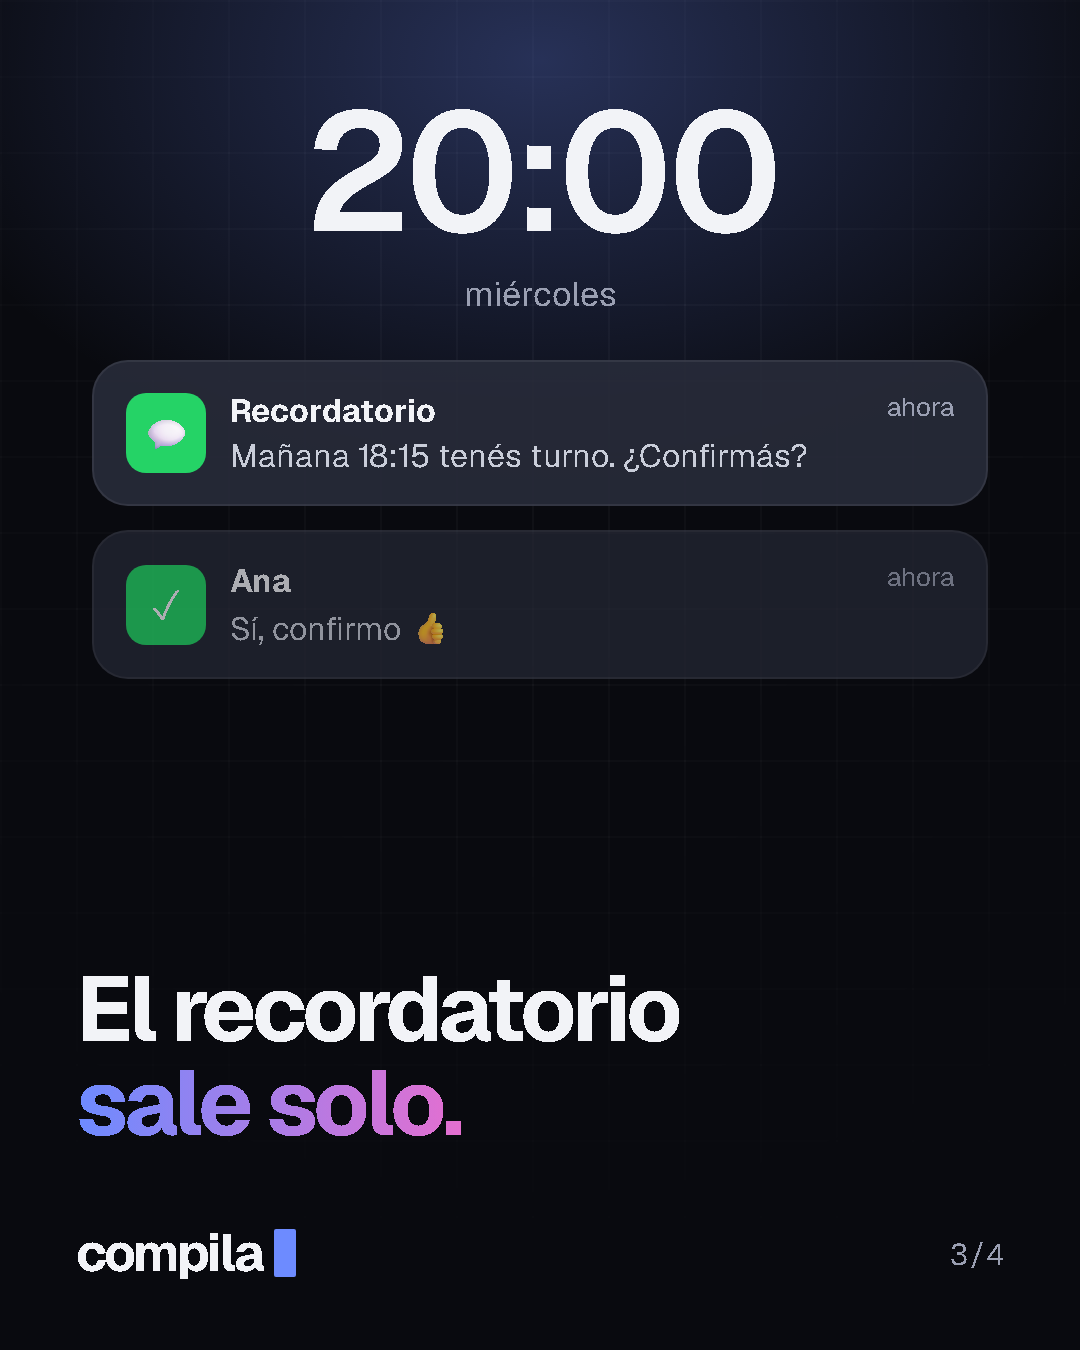 20:00
miércoles
Recordatorio
ahora
Mañana 18:15 tenés turno. ¿Confirmás?
Ana
ahora
Sí, confirmo 👍
El recordatorio
sale solo.
compila
3/4